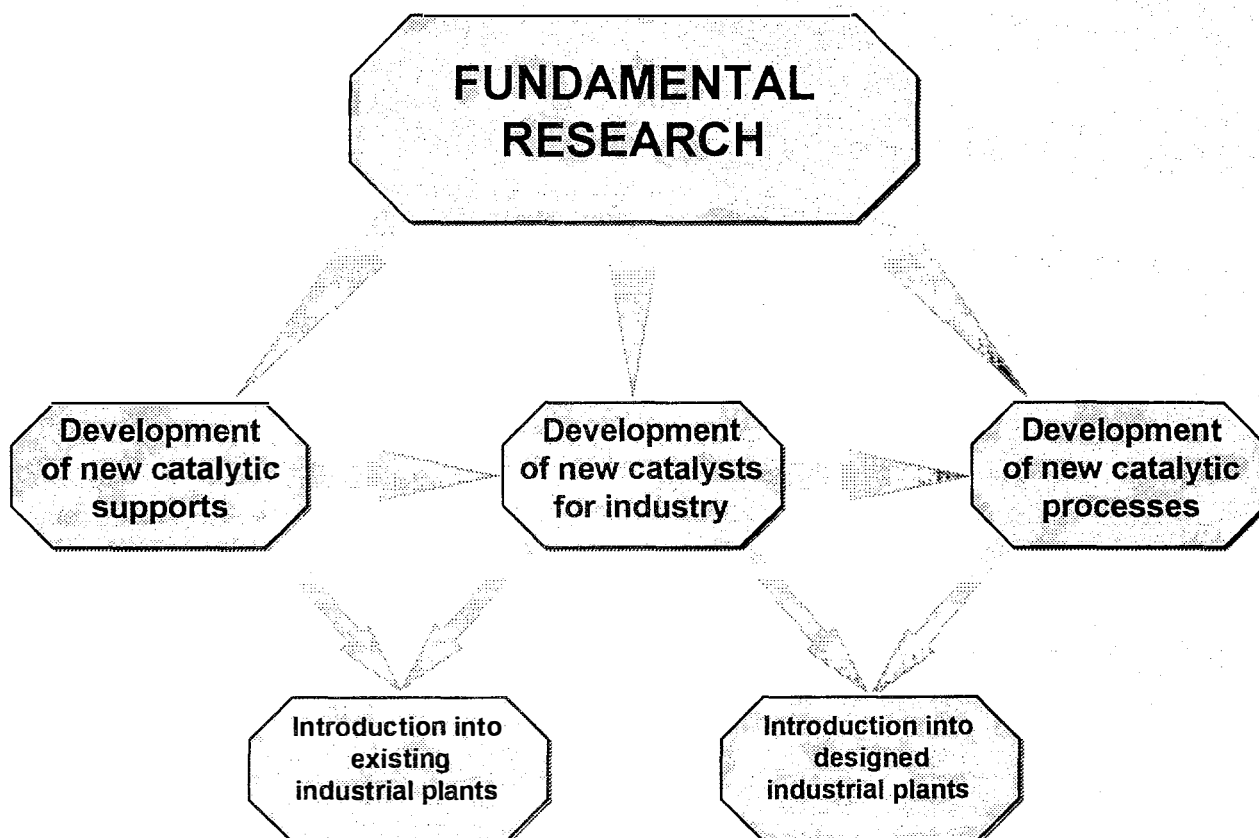 FUNDAMENTAL
RESEARCH
Development
of new catalytic
supports
Development
of new catalysts
for industry
Development
of new catalytic
processes
Introduction into
existing
industrial plants
Introduction into
designed
industrial plants